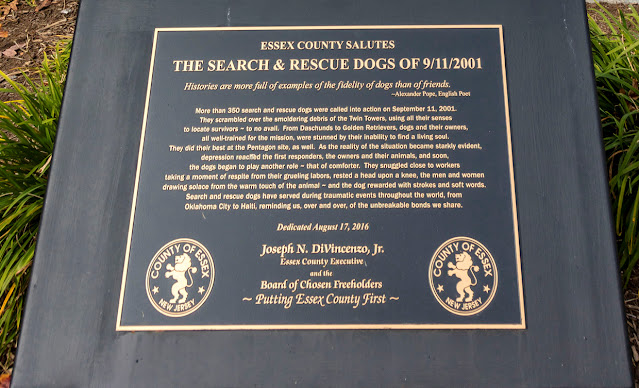 ESSEX COUNTY SALUTES
THE SEARCH & RESCUE DOGS OF 9/11/2001
Histories are more full of examples of the fidelity of dogs than of friends.
~Alexander Pope, English Poet
More than 350 search and rescue dogs were called into action on September 11, 2001.
They scrambled over the smoldering debris of the Twin Towers, using all their senses
to locate survivors ~ to no avail. From Daschunds to Golden Retrievers, dogs and their owners,
all well-trained for the mission, were stunned by their inability to find a living soul.
They did their best at the Pentagon site, as well. As the reality of the situation became starkly evident,
depression reached the first responders, the owners and their animals, and soon,
the dogs began to play another role ~ that of comforter. They snuggled close to workers
taking a moment of respite from their grueling labors, rested a head upon a knee, the men and women
drawing solace from the warm touch of the animal ~ and the dog rewarded with strokes and soft words.
Search and rescue dogs have served during traumatic events throughout the world, from
Oklahoma City to Haiti, reminding us, over and over, of the unbreakable bonds we share.
Dedicated August 17, 2016
Joseph N. DiVincenzo, Jr.
Essex County Executive
and the
Board of Chosen Freeholders
~ Putting Essex County First ~
COUNTY OF ESSEX
NEW JERSEY
COUNTY OF ESSEX
NEW JERSEY